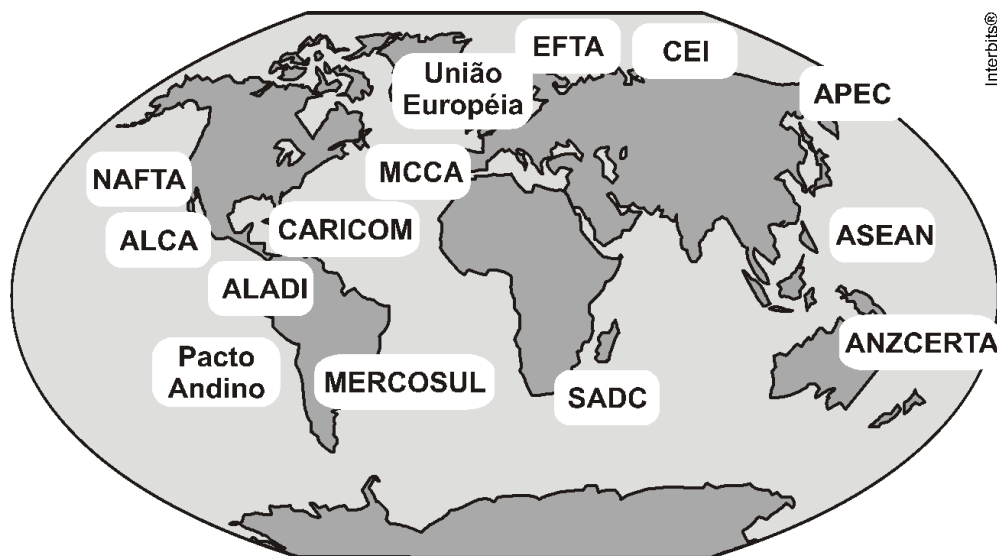 Interbits®
EFTA
CEI
União
Européia
APEC
MCCA
NAFTA
CARICOM
ALCA
ASEAN
ALADI
ANZCERTA
Pacto
Andino
MERCOSUL
SADC